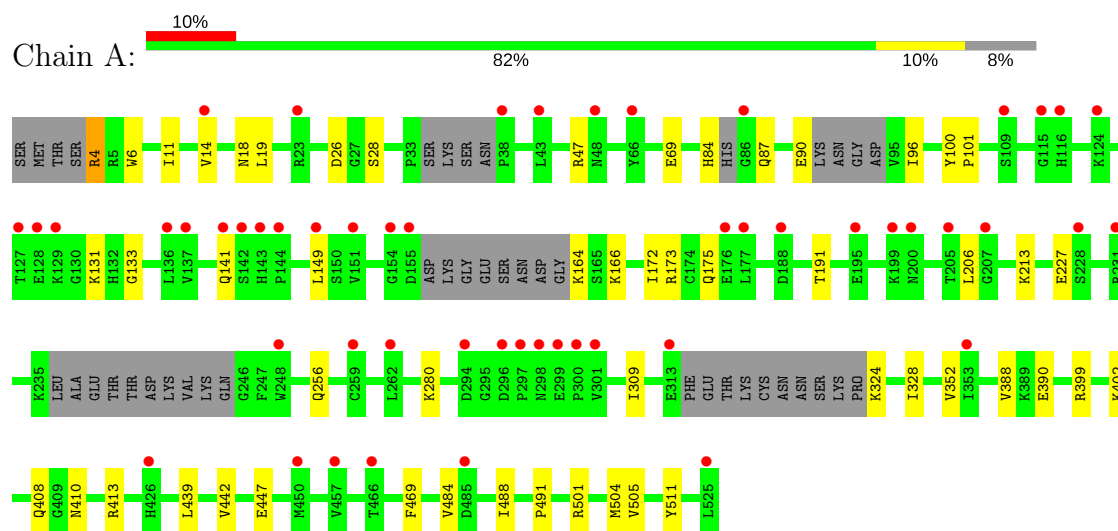 10%
Chain A:
82% 10% 8%
SER MET THR SER R4 R5 W6 I11 V14 N18 L19 R23 D26 G27 S28 P33 SER LYS SER ASN P38 L43 R47 N48 Y66 E69 H84 HIS G86 Q87 E90 LYS ASN GLY ASP V95 I96 Y100 P101 S109 G115 H116 K124
T127 E128 K129 G130 K131 H132 G133 L136 V137 Q141 S142 H143 P144 L149 S150 V151 G154 D155 ASP LYS GLY GLU SER ASN ASP GLY K164 S165 K166 I172 R173 C174 Q175 E176 L177 D188 T191 E195 K199 N200 T205 L206 G207 K213 E227 S228
K235 LEU ALA GLU THR THR ASP LYS VAL LYS GLN G246 F247 W248 Q256 C259 L262 K280 D294 G295 D296 P297 N298 E299 P300 V301 I309 E313 PHE GLU THR LYS CYS ASN ASN SER LYS PRO K324 I328 V352 I353 V388 K389 E390 R399
Q408 G409 N410 R413 H426 L439 V442 E447 M450 V457 T466 F469 V484 D485 I488 P491 R501 M504 V505 Y511 L525